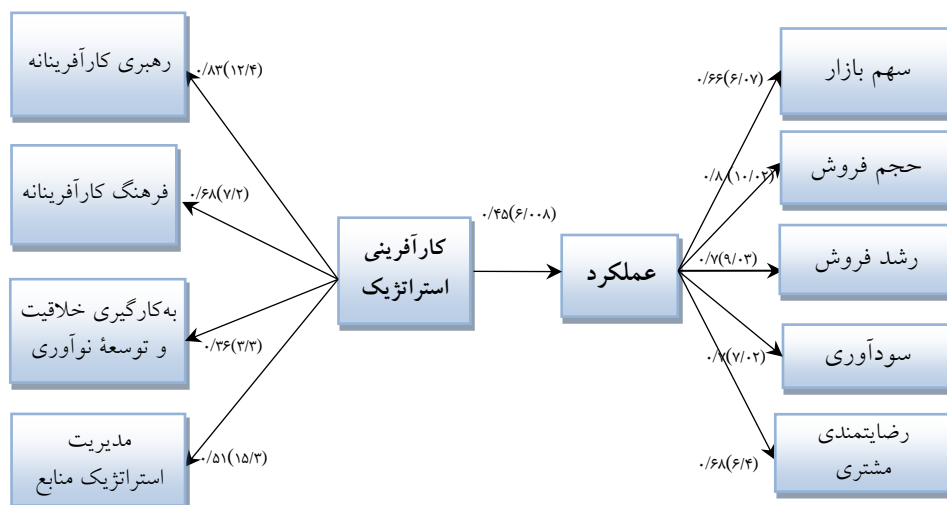 رهبری کارآفرینانه
۰/۸۳(۱۲/۴)
فرهنگ کارآفرینانه
۰/۶۸(۷/۲)
به‌کارگیری خلاقیت
و توسعهٔ نوآوری
۰/۳۶(۳/۳)
مدیریت
استراتژیک منابع
۰/۵۱(۱۵/۳)
کارآفرینی
استراتژیک
۰/۴۵(۶/۰۰۸)
عملکرد
سهم بازار
۰/۶۶(۶/۰۷)
حجم فروش
۰/۸(۱۰/۰۲)
رشد فروش
۰/۷(۹/۰۳)
سودآوری
۰/۷(۷/۰۲)
رضایتمندی
مشتری
۰/۶۸(۶/۴)